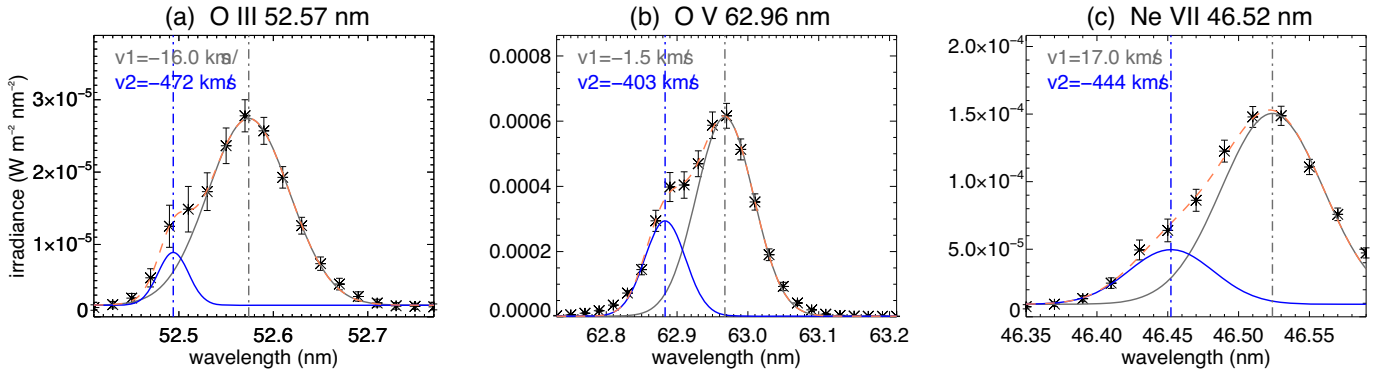 (a) O III 52.57 nm
v1=−16.0 km/s
v2=−472 km/s
irradiance (W m⁻² nm⁻²)
3×10⁻⁵
2×10⁻⁵
1×10⁻⁵
0
52.5 52.6 52.7
wavelength (nm)
(b) O V 62.96 nm
v1=−1.5 km/s
v2=−403 km/s
0.0008
0.0006
0.0004
0.0002
0.0000
62.8 62.9 63.0 63.1 63.2
wavelength (nm)
(c) Ne VII 46.52 nm
v1=17.0 km/s
v2=−444 km/s
2.0×10⁻⁴
1.5×10⁻⁴
1.0×10⁻⁴
5.0×10⁻⁵
0
46.35 46.40 46.45 46.50 46.55
wavelength (nm)